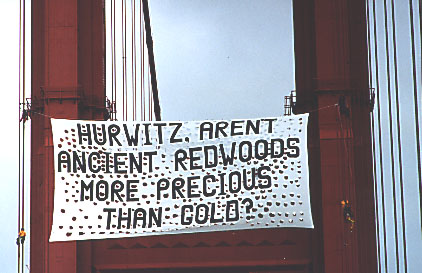 HURWITZ, ARENT
ANCIENT REDWOODS
MORE PRECIOUS
THAN GOLD?